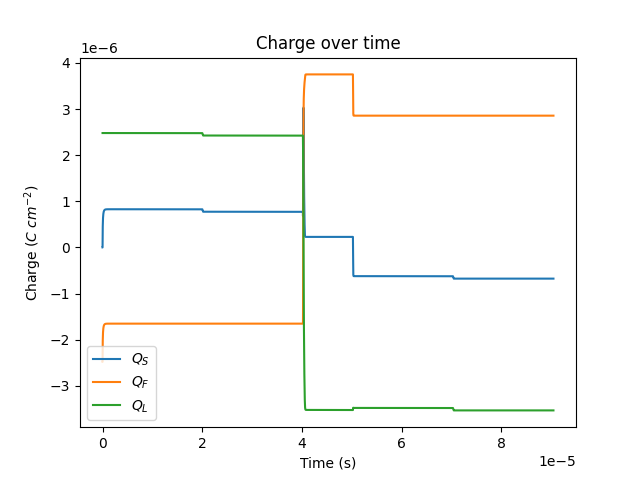 Charge over time
1e−6
4
3
2
1
0
−1
−2
−3
Charge (C cm⁻²)
Q_S
Q_F
Q_L
0 2 4 6 8
Time (s)
1e−5